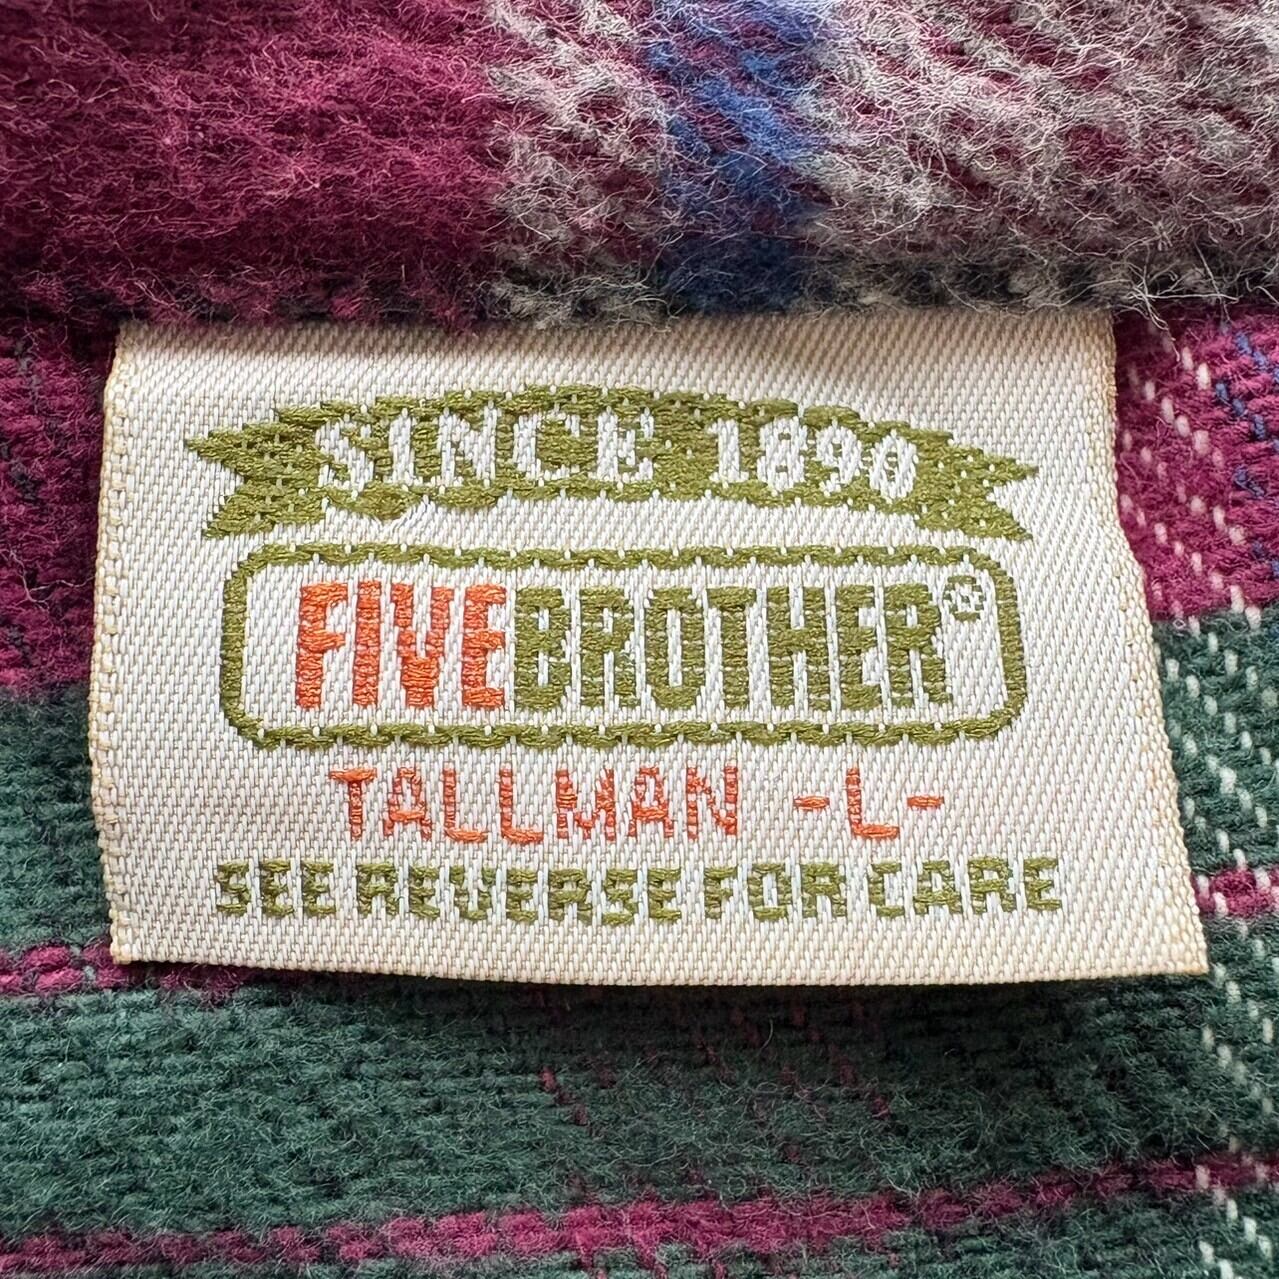 SINCE 1890
FIVEBROTHER®
TALLMAN -L-
SEE REVERSE FOR CARE